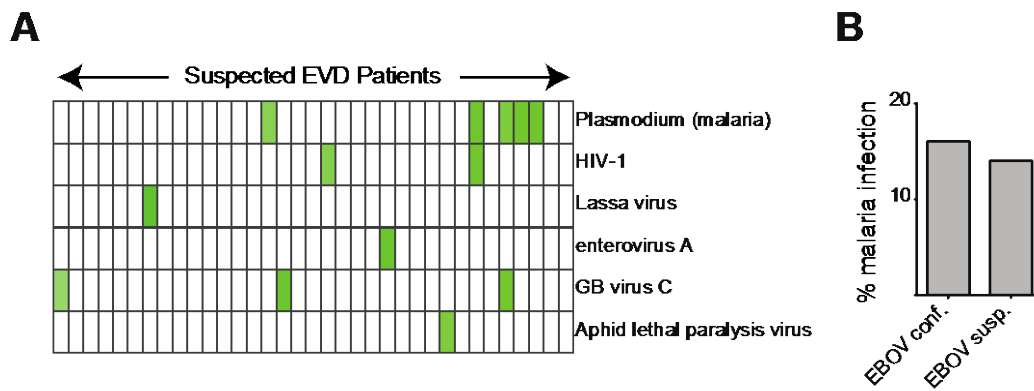 A
Suspected EVD Patients
Plasmodium (malaria)
HIV-1
Lassa virus
enterovirus A
GB virus C
Aphid lethal paralysis virus
B
% malaria infection
20
10
EBOV conf.
EBOV susp.